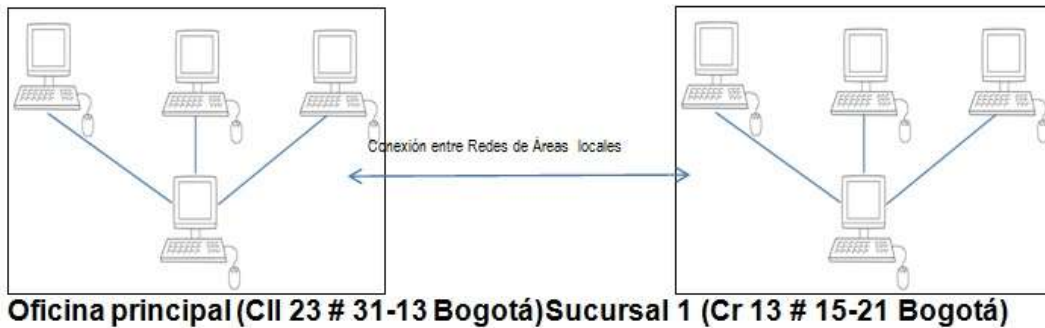 Conexión entre Redes de Áreas locales
Oficina principal (Cll 23 # 31-13 Bogotá)Sucursal 1 (Cr 13 # 15-21 Bogotá)